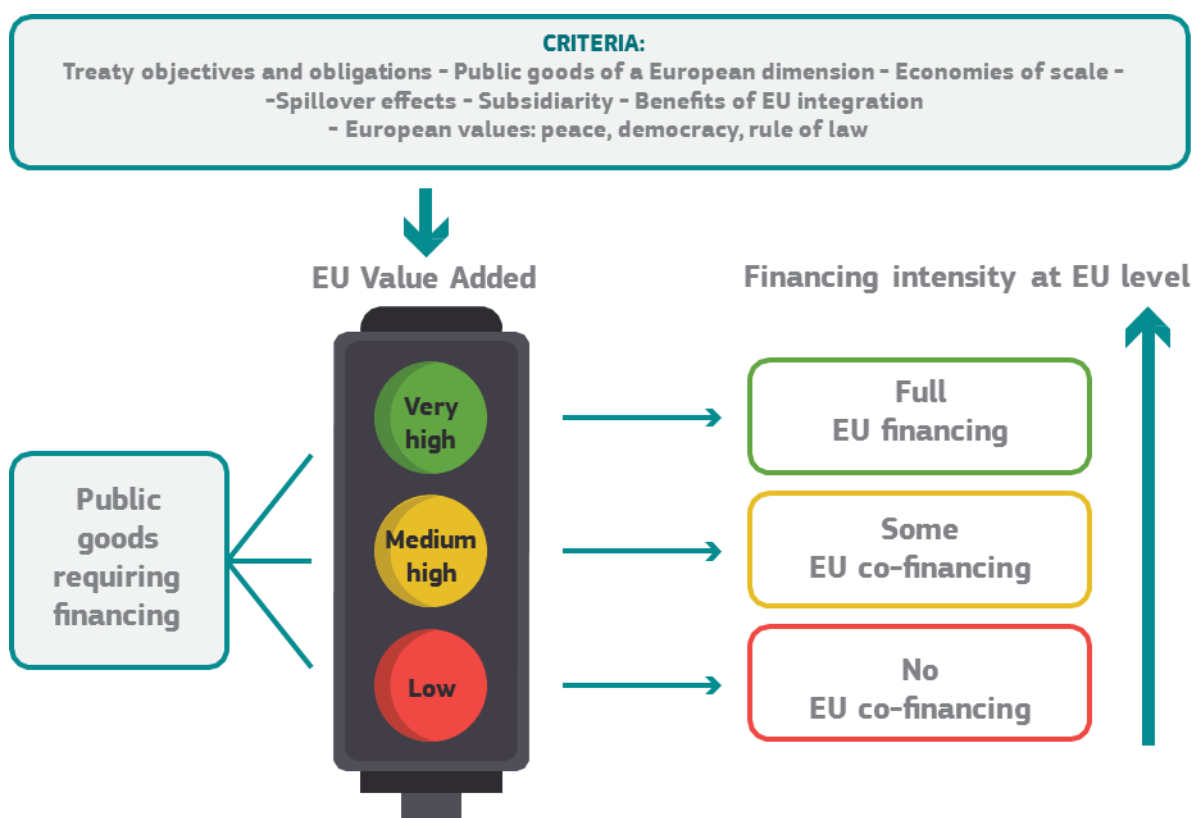 CRITERIA:
Treaty objectives and obligations - Public goods of a European dimension - Economies of scale -
-Spillover effects - Subsidiarity - Benefits of EU integration
- European values: peace, democracy, rule of law
EU Value Added
Financing intensity at EU level
Public
goods
requiring
financing
Very
high
Full
EU financing
Medium
high
Some
EU co-financing
Low
No
EU co-financing